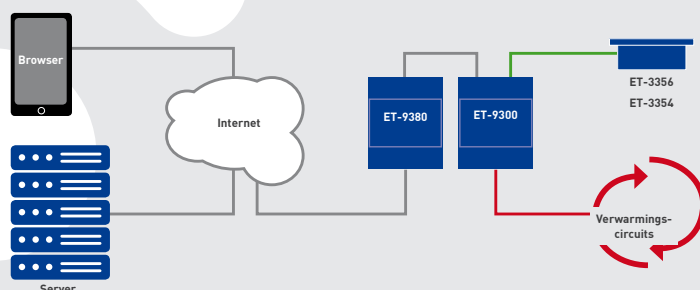 Browser
Internet
ET-9380
ET-9300
ET-3356
ET-3354
Verwarmings-
circuits
Server